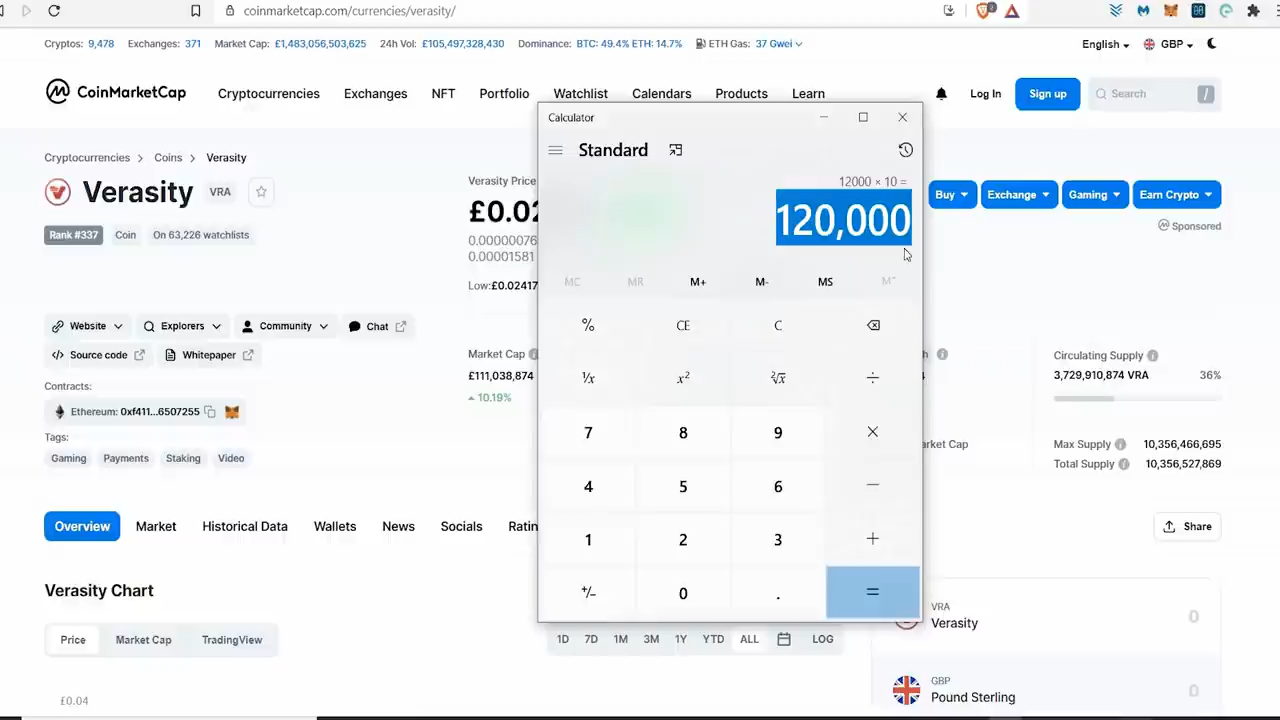 coinmarketcap.com/currencies/verasity/
Cryptos: 9,478 Exchanges: 371 Market Cap: £1,483,056,503,625 24h Vol: £105,497,328,430 Dominance: BTC: 49.4% ETH: 14.7% ETH Gas: 37 Gwei English GBP
CoinMarketCap Cryptocurrencies Exchanges NFT Portfolio Watchlist Calendars Products Learn Log In Sign up Search /
Calculator
Standard
12000 × 10 =
120,000
MC MR M+ M- MS M˅
% CE C
¹/x x² ²√x ÷
7 8 9 ×
4 5 6 −
1 2 3 +
+/− 0 . =
Cryptocurrencies Coins Verasity
Verasity VRA
Rank #337 Coin On 63,226 watchlists
Website Explorers Community Chat
Source code Whitepaper
Contracts:
Ethereum: 0xf411...6507255
Tags:
Gaming Payments Staking Video
Verasity Price
£0.02
0.00000076
0.00001581
Low: £0.02417
Buy Exchange Gaming Earn Crypto
Sponsored
Market Cap
£111,038,874
10.19%
Circulating Supply
3,729,910,874 VRA 36%
Max Supply 10,356,466,695
Total Supply 10,356,527,869
Overview Market Historical Data Wallets News Socials
Share
Verasity Chart
Price Market Cap TradingView
1D 7D 1M 3M 1Y YTD ALL LOG
£0.04
VRA
Verasity 0
GBP
Pound Sterling 0